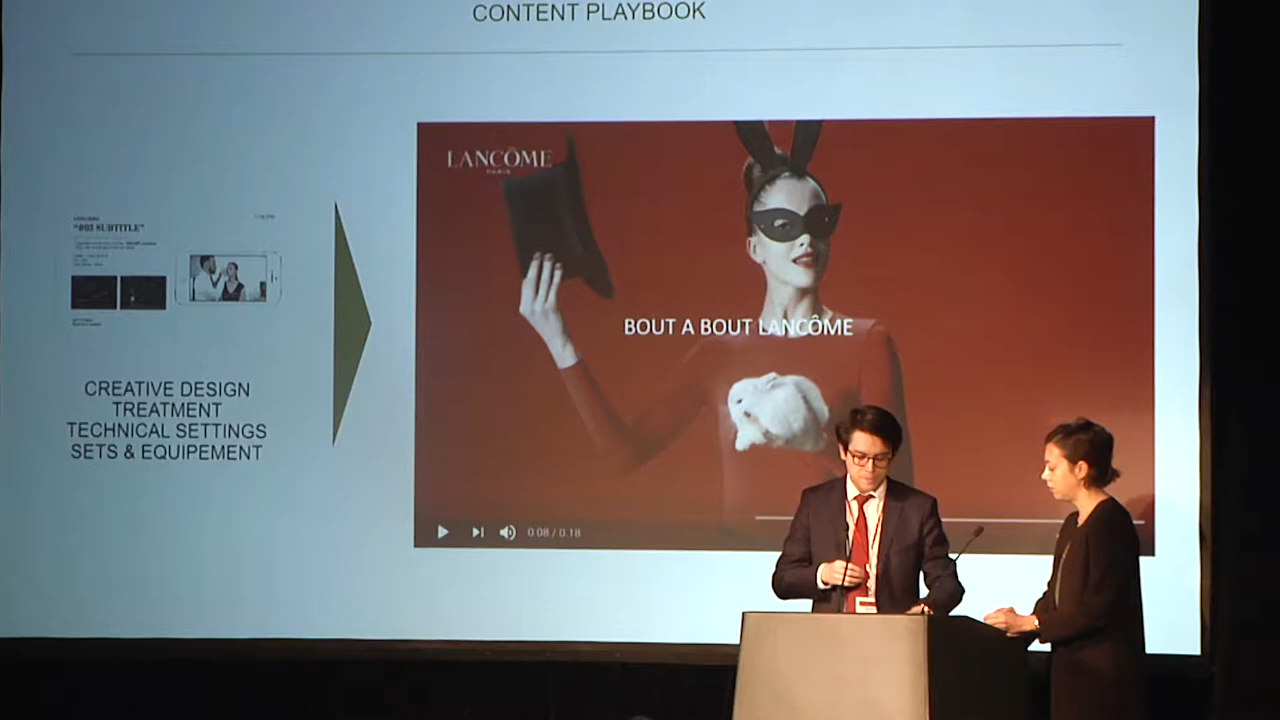 CONTENT PLAYBOOK
LANCÔME
PARIS
"#05 SUBTITLE"
BOUT A BOUT LANCÔME
CREATIVE DESIGN
TREATMENT
TECHNICAL SETTINGS
SETS & EQUIPEMENT
0:08 / 0:18